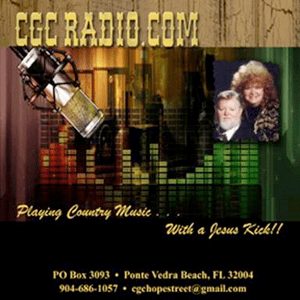 CGC RADIO.COM
Playing Country Music . . .
With a Jesus Kick!!
PO Box 3093 • Ponte Vedra Beach, FL 32004
904-686-1057 • cgchopestreet@gmail.com